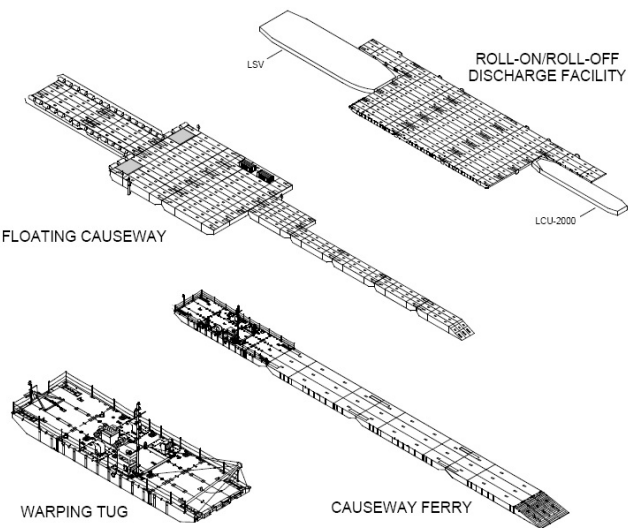 LSV
ROLL-ON/ROLL-OFF
DISCHARGE FACILITY
LCU-2000
FLOATING CAUSEWAY
WARPING TUG
CAUSEWAY FERRY